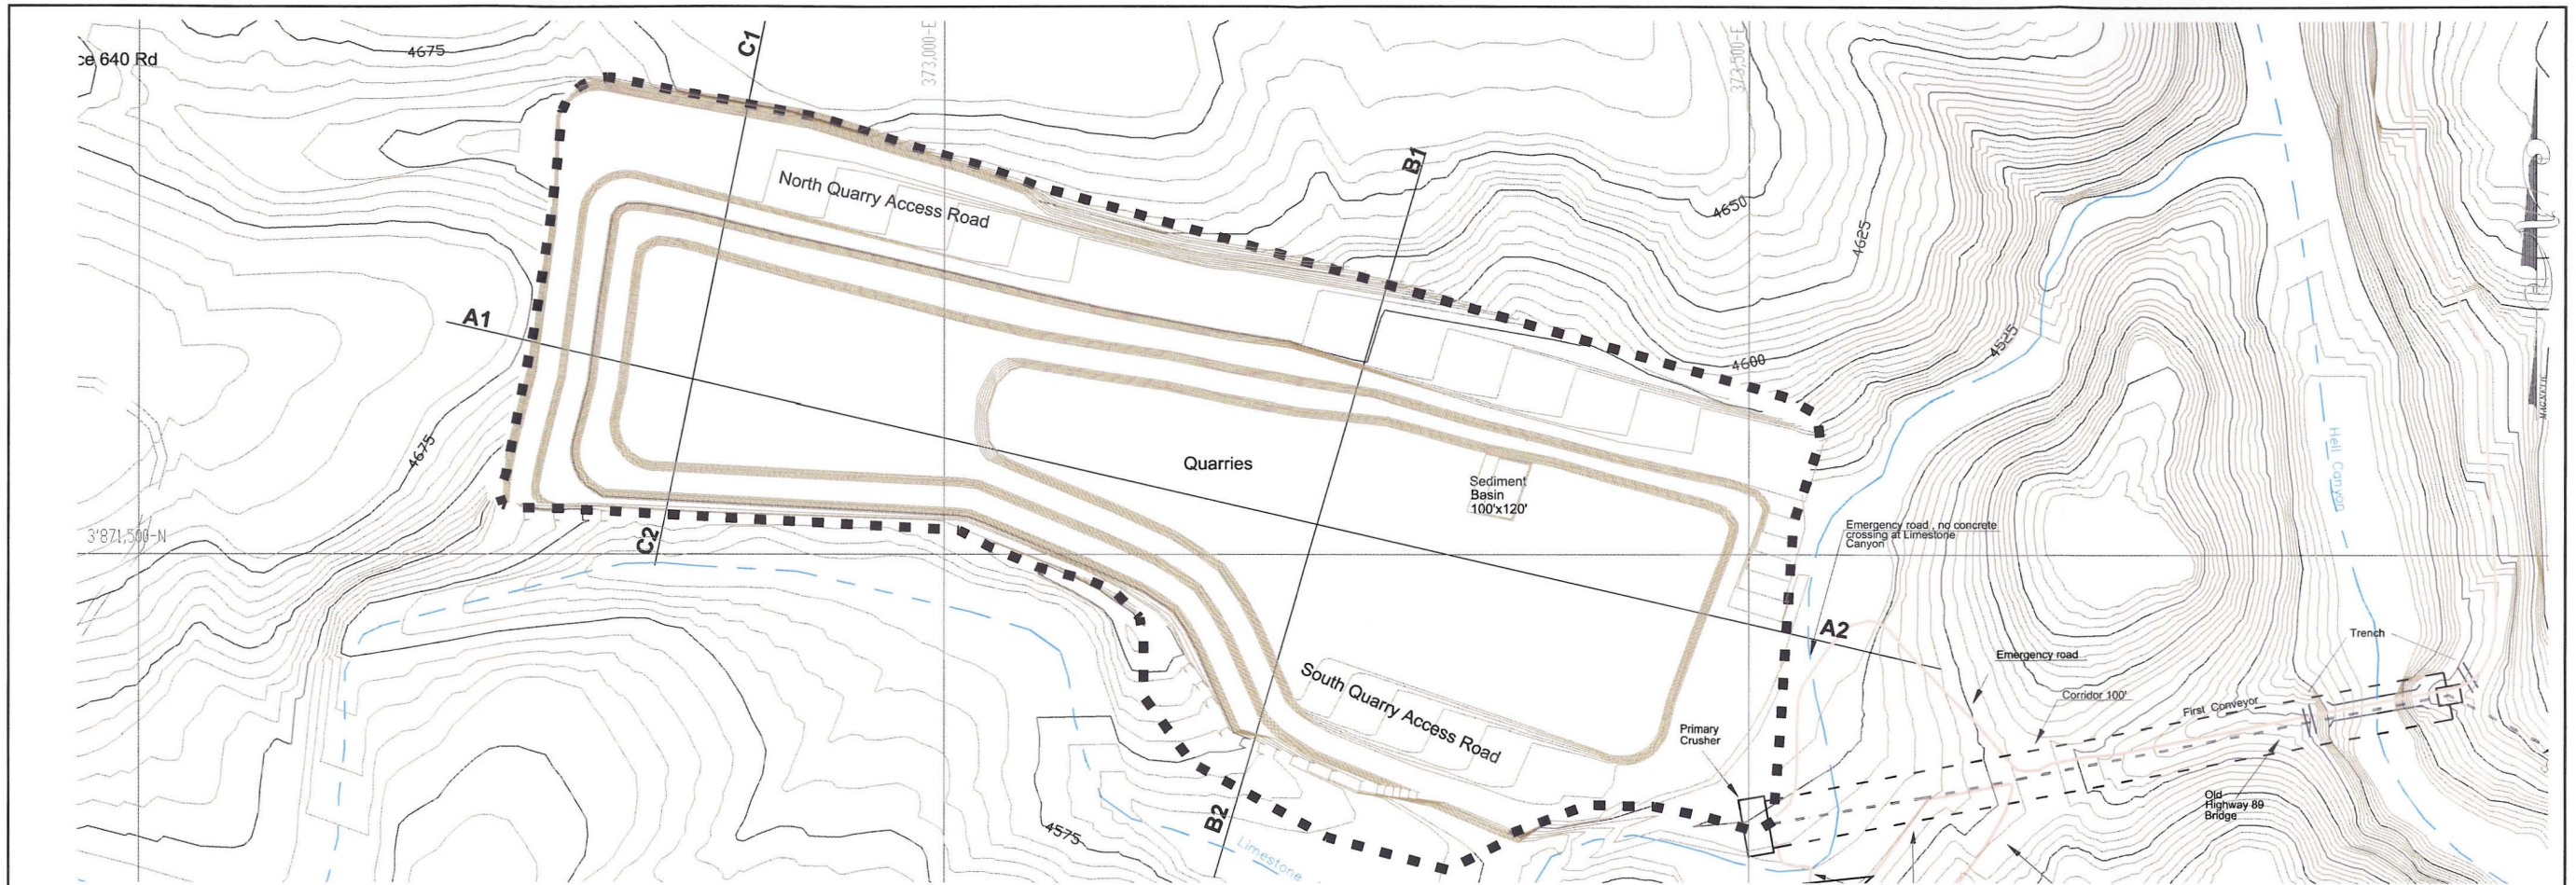 4675
C1
373,000-E
373,500-E
ce 640 Rd
B1
North Quarry Access Road
4650
4625
A1
4525
4600
MAGNETIC
4675
Quarries
Sediment
Basin
100'x120'
Hell Canyon
3'871,500-N
C2
Emergency road , no concrete
crossing at Limestone
Canyon
A2
Trench
Emergency road
Corridor 100'
South Quarry Access Road
First Conveyor
Primary
Crusher
Old
Highway 89
Bridge
B2
4575
Limestone